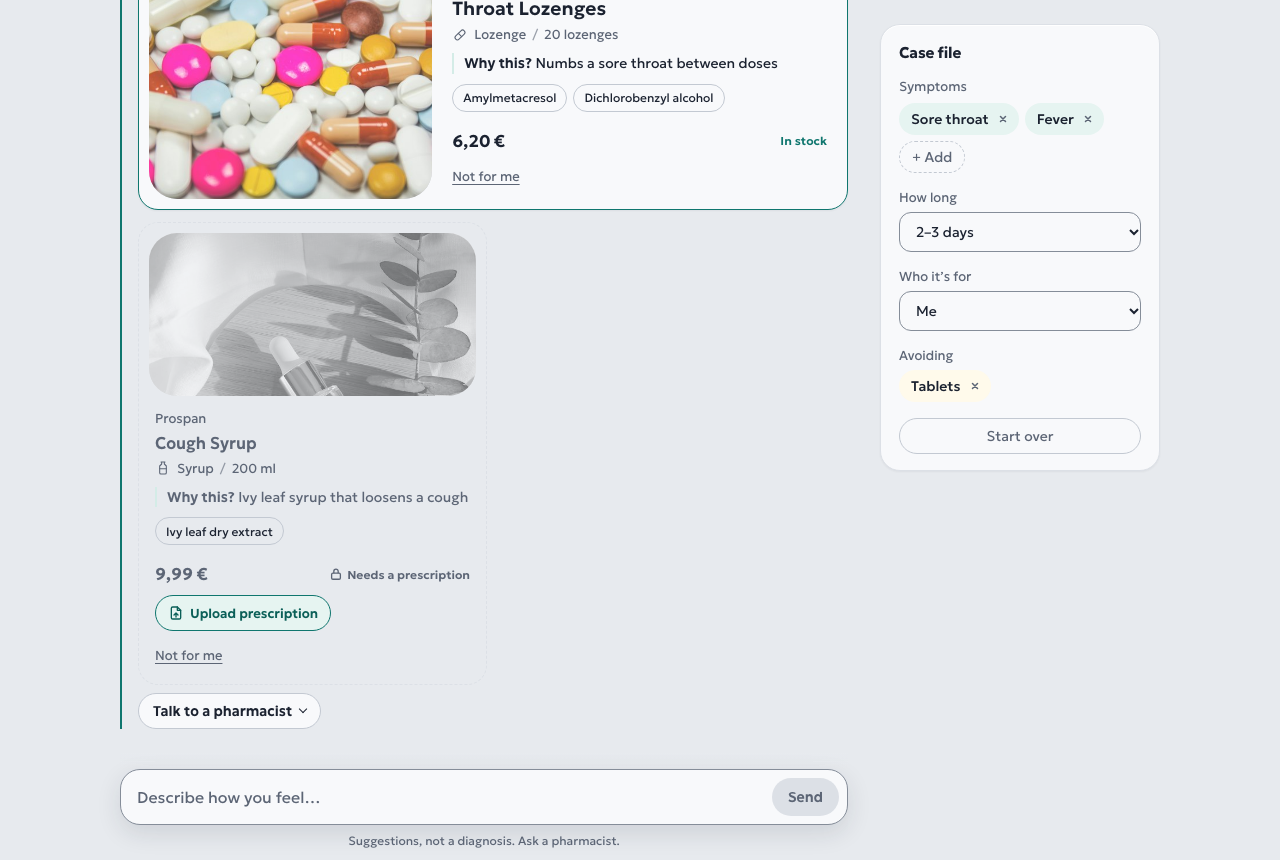 Throat Lozenges
Lozenge / 20 lozenges
Why this? Numbs a sore throat between doses
Amylmetacresol Dichlorobenzyl alcohol
6,20 € In stock
Not for me
Prospan
Cough Syrup
Syrup / 200 ml
Why this? Ivy leaf syrup that loosens a cough
Ivy leaf dry extract
9,99 € Needs a prescription
Upload prescription
Not for me
Talk to a pharmacist
Describe how you feel…
Send
Suggestions, not a diagnosis. Ask a pharmacist.
Case file
Symptoms
Sore throat × Fever ×
+ Add
How long
2–3 days
Who it’s for
Me
Avoiding
Tablets ×
Start over